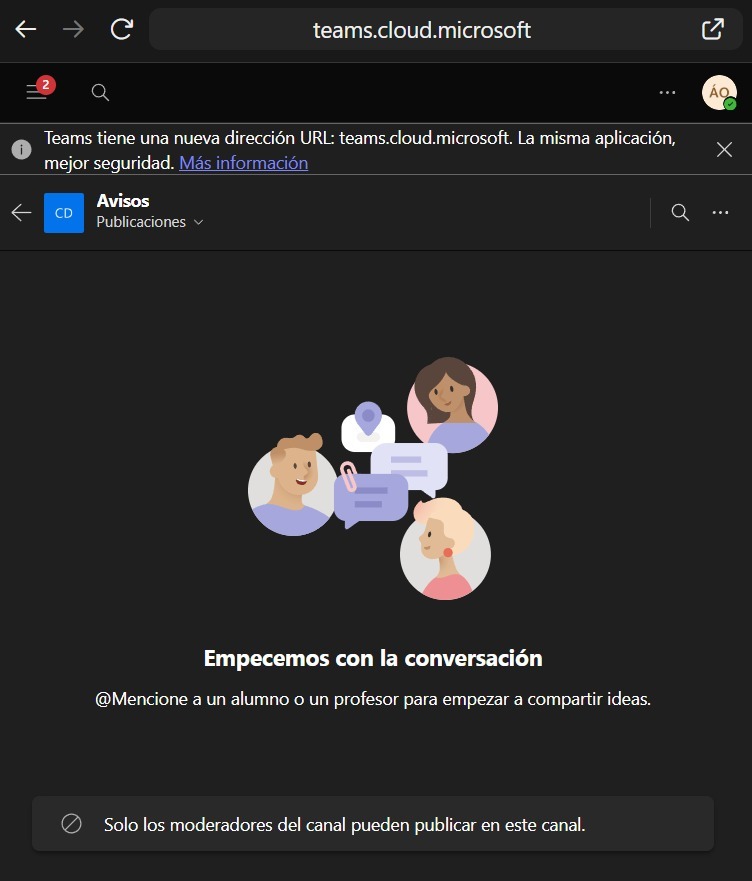 teams.cloud.microsoft
2
ÁO
Teams tiene una nueva dirección URL: teams.cloud.microsoft. La misma aplicación,
mejor seguridad. Más información
CD
Avisos
Publicaciones
Empecemos con la conversación
@Mencione a un alumno o un profesor para empezar a compartir ideas.
Solo los moderadores del canal pueden publicar en este canal.